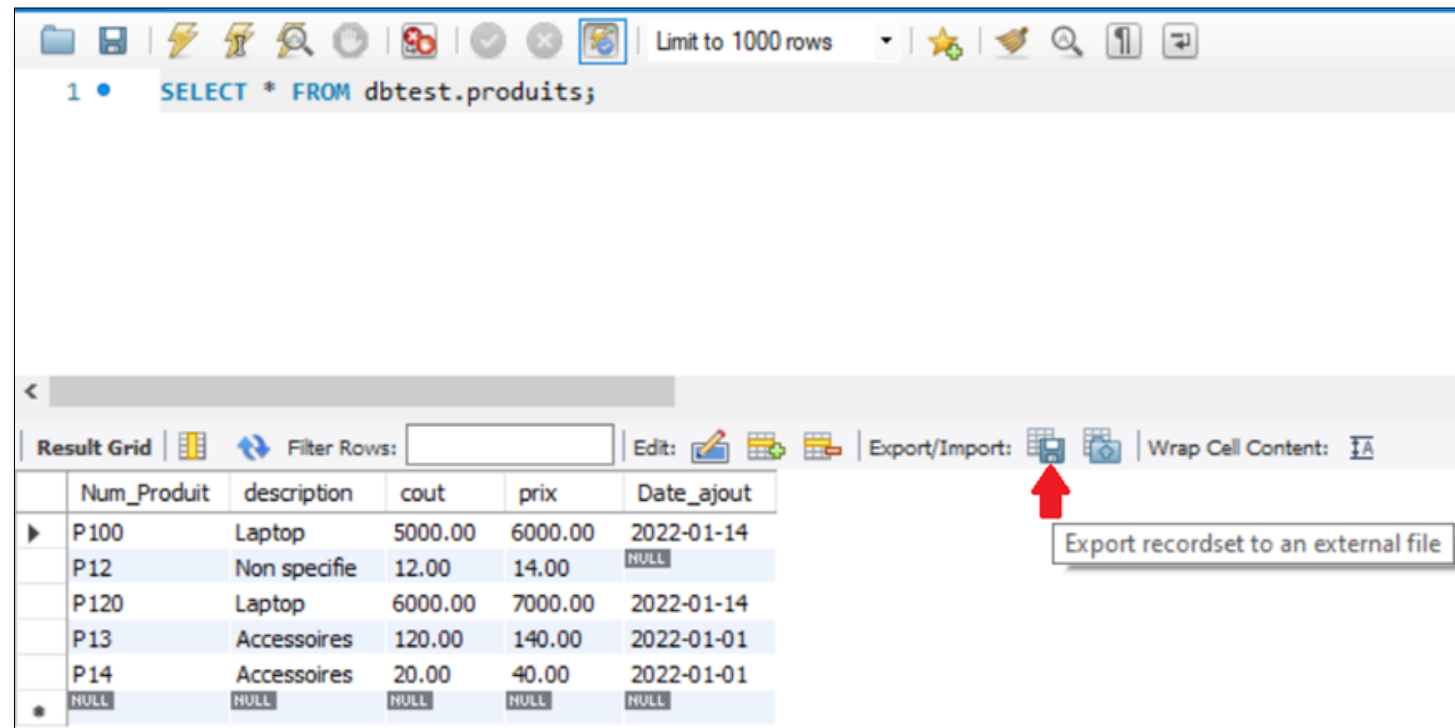 Limit to 1000 rows
1 SELECT * FROM dbtest.produits;
Result Grid Filter Rows: Edit: Export/Import: Wrap Cell Content:
Export recordset to an external file
Num_Produit description cout prix Date_ajout
P100 Laptop 5000.00 6000.00 2022-01-14
P12 Non specifie 12.00 14.00 NULL
P120 Laptop 6000.00 7000.00 2022-01-14
P13 Accessoires 120.00 140.00 2022-01-01
P14 Accessoires 20.00 40.00 2022-01-01
NULL NULL NULL NULL NULL